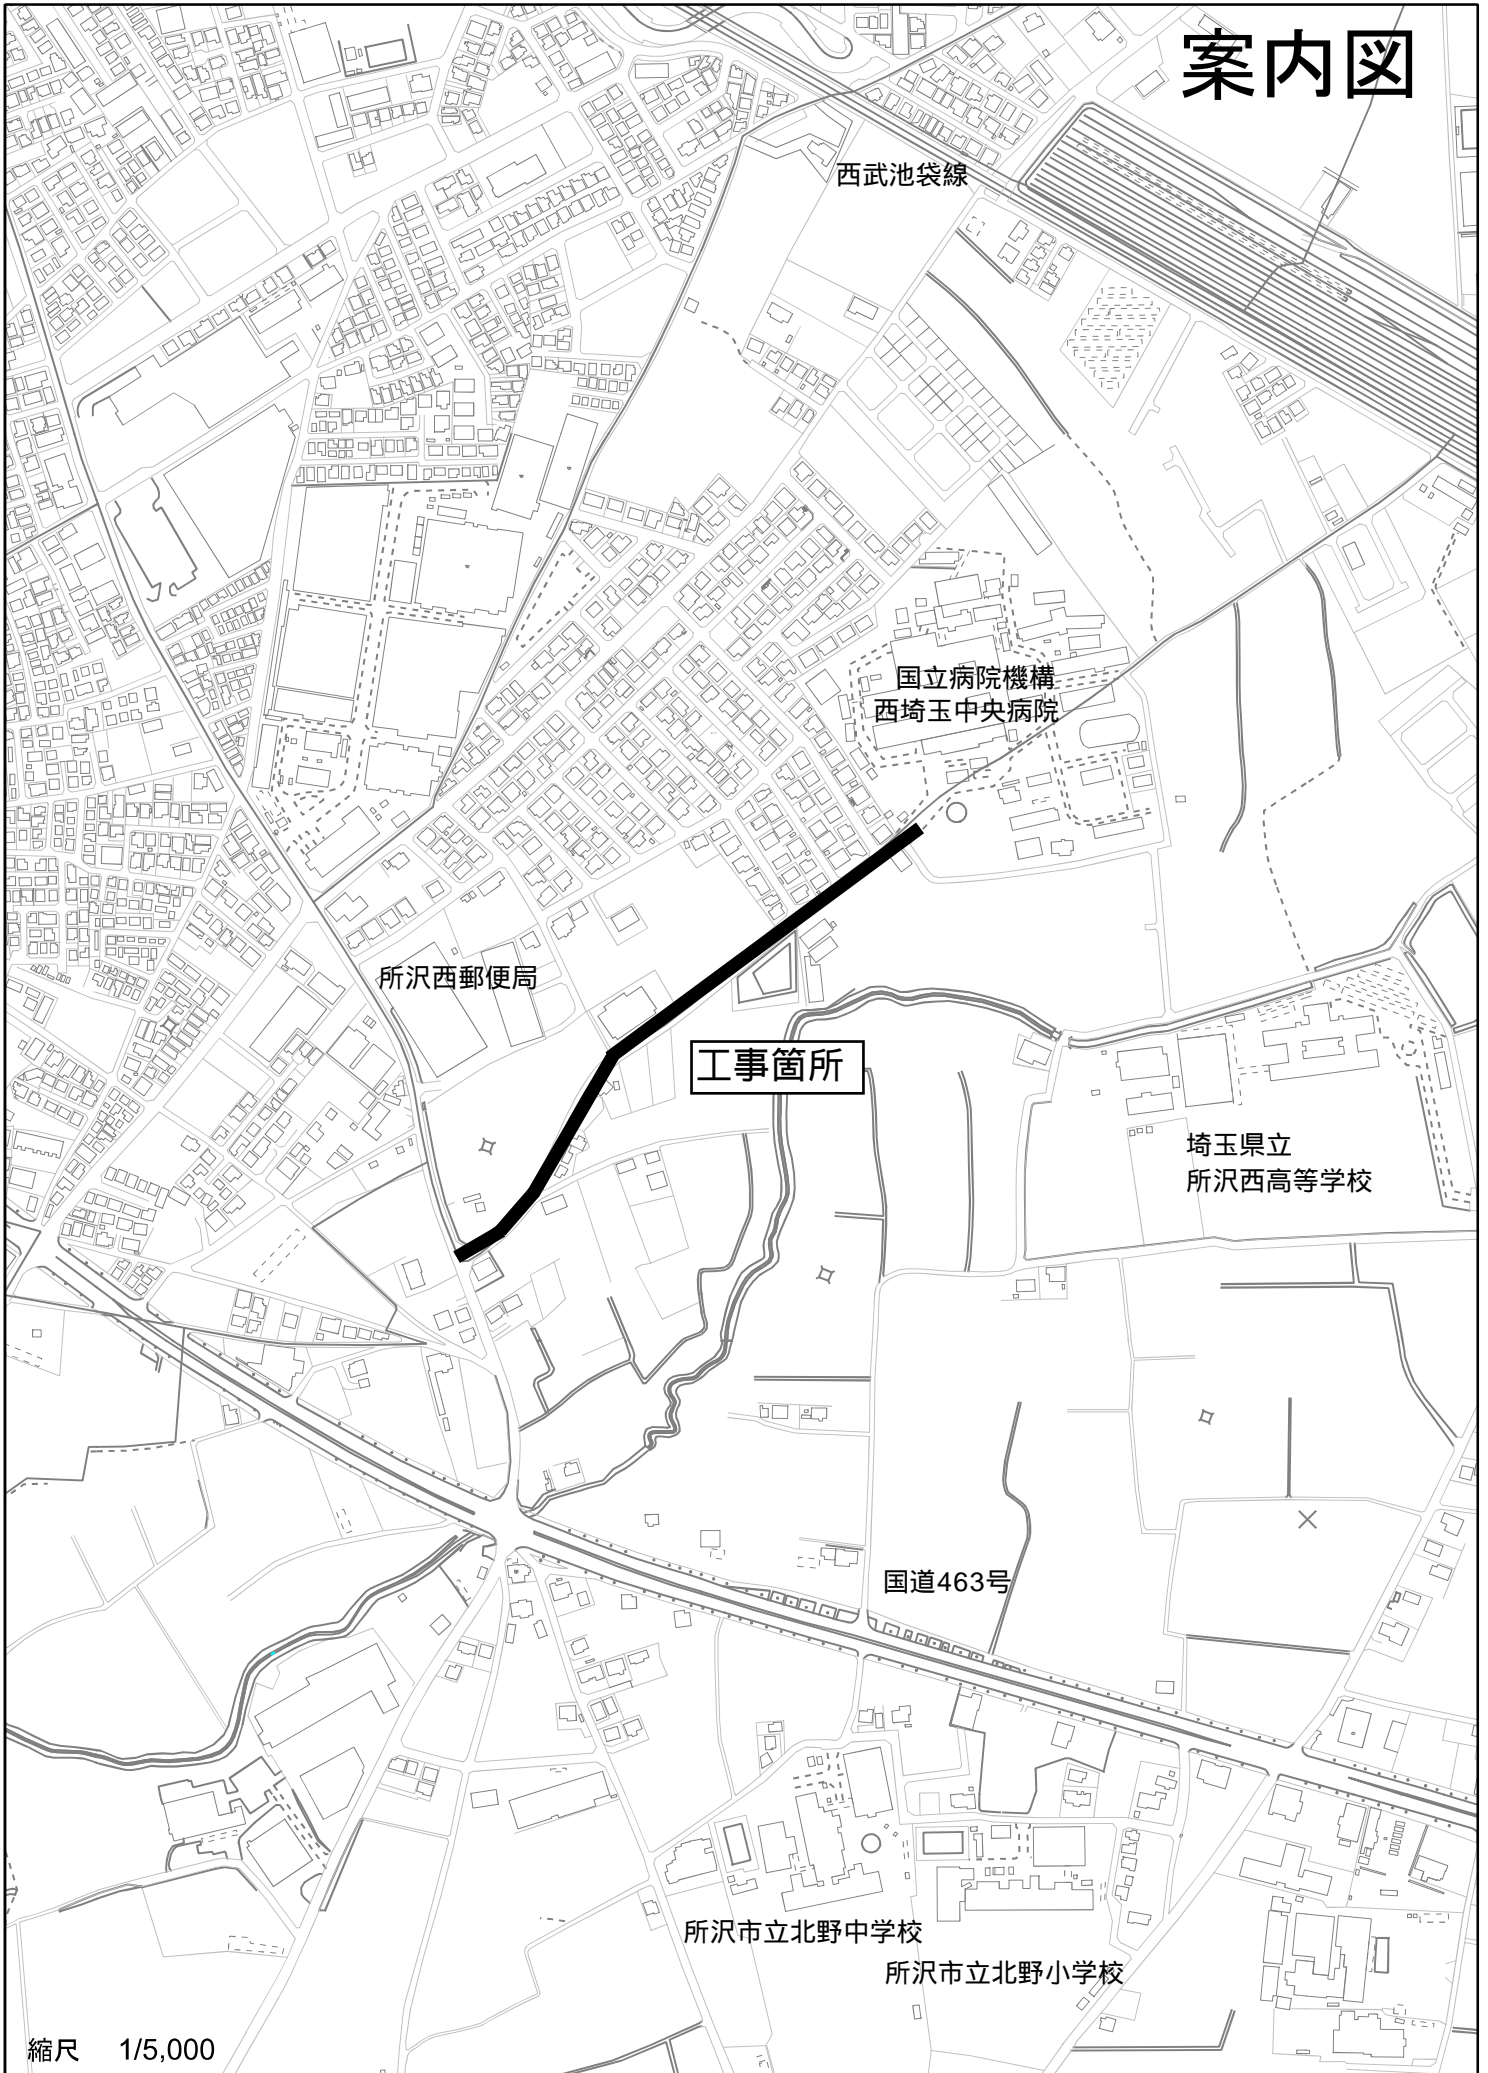 案内図
西武池袋線
国立病院機構
西埼玉中央病院
所沢西郵便局
工事箇所
埼玉県立
所沢西高等学校
国道463号
所沢市立北野中学校
所沢市立北野小学校
縮尺 1/5,000